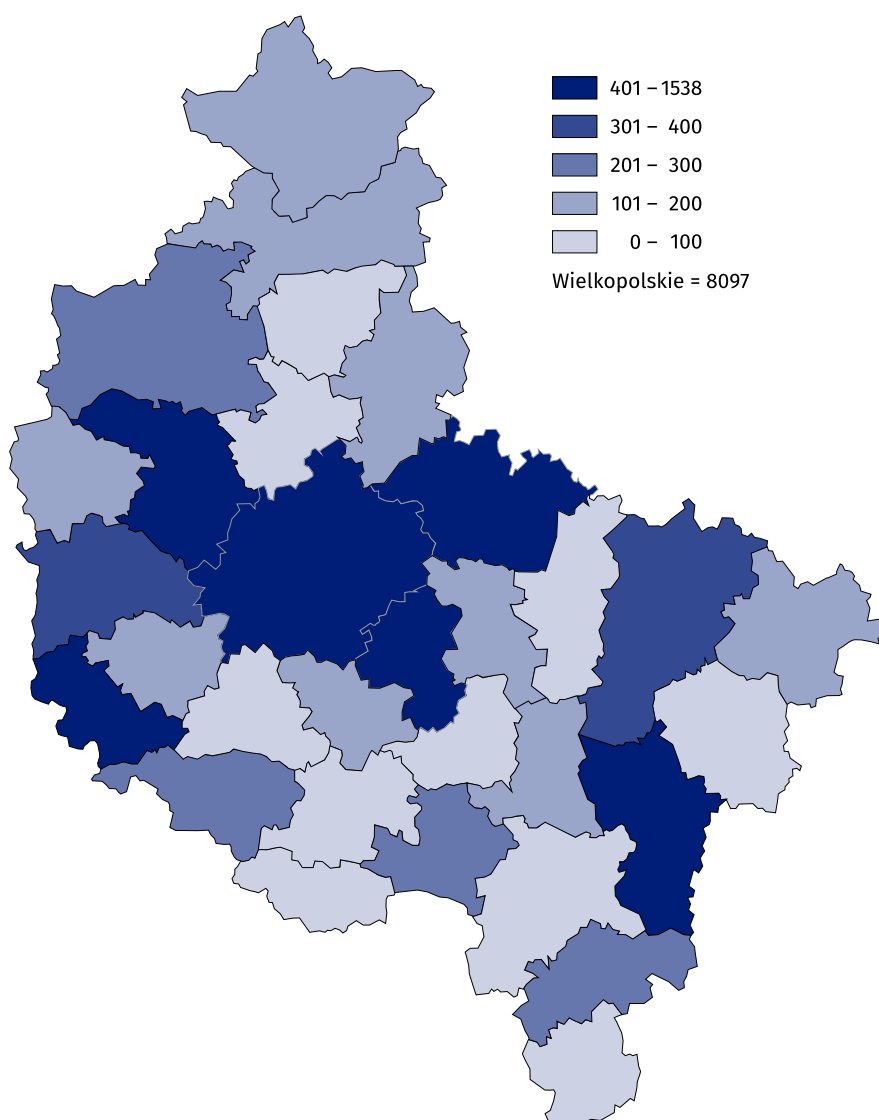 401 – 1538
301 – 400
201 – 300
101 – 200
0 – 100
Wielkopolskie = 8097